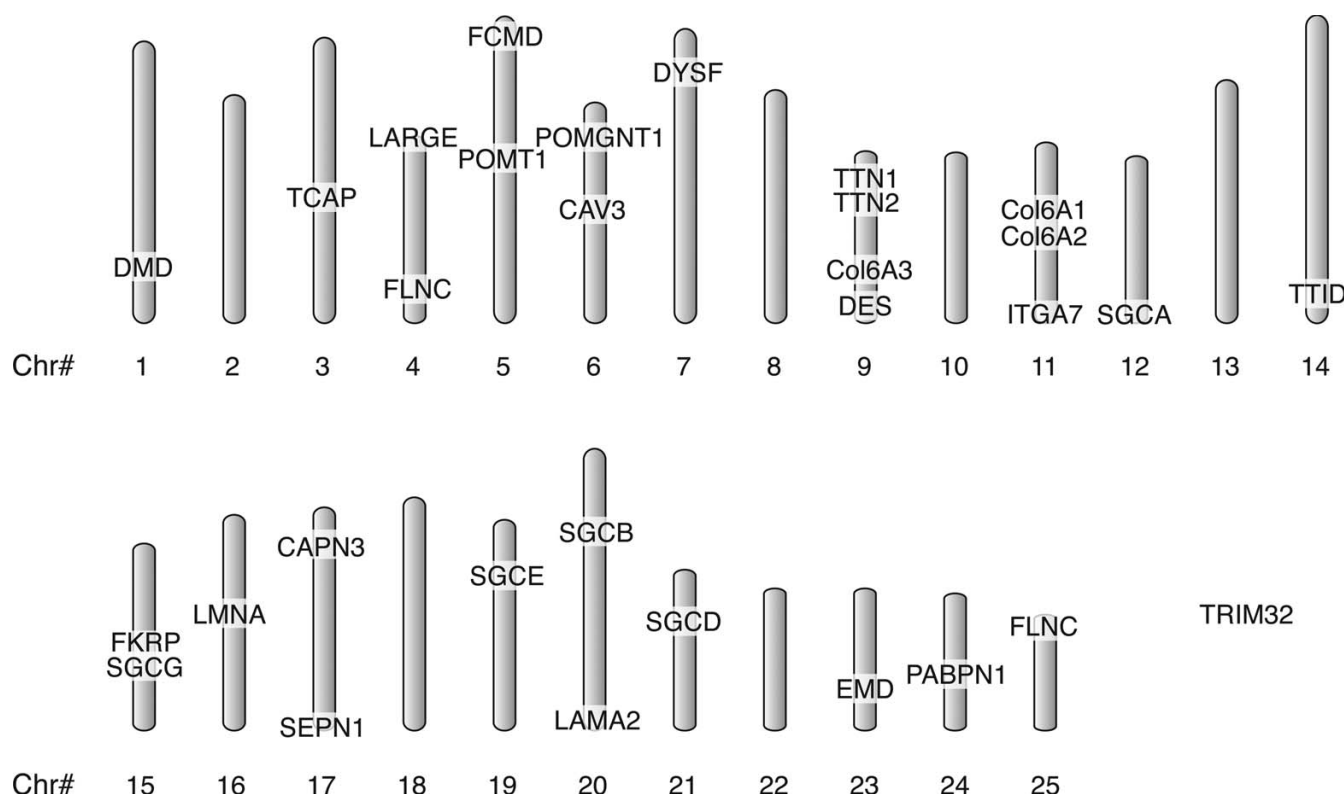 FCMD
DYSF
LARGE
POMGNT1
POMT1
TTN1
TCAP
TTN2
CAV3
Col6A1
Col6A2
DMD
Col6A3
FLNC
TTID
DES
ITGA7
SGCA
Chr# 1 2 3 4 5 6 7 8 9 10 11 12 13 14
SGCB
CAPN3
SGCE
LMNA
TRIM32
SGCD
FLNC
FKRP
SGCG
PABPN1
EMD
LAMA2
SEPN1
Chr# 15 16 17 18 19 20 21 22 23 24 25